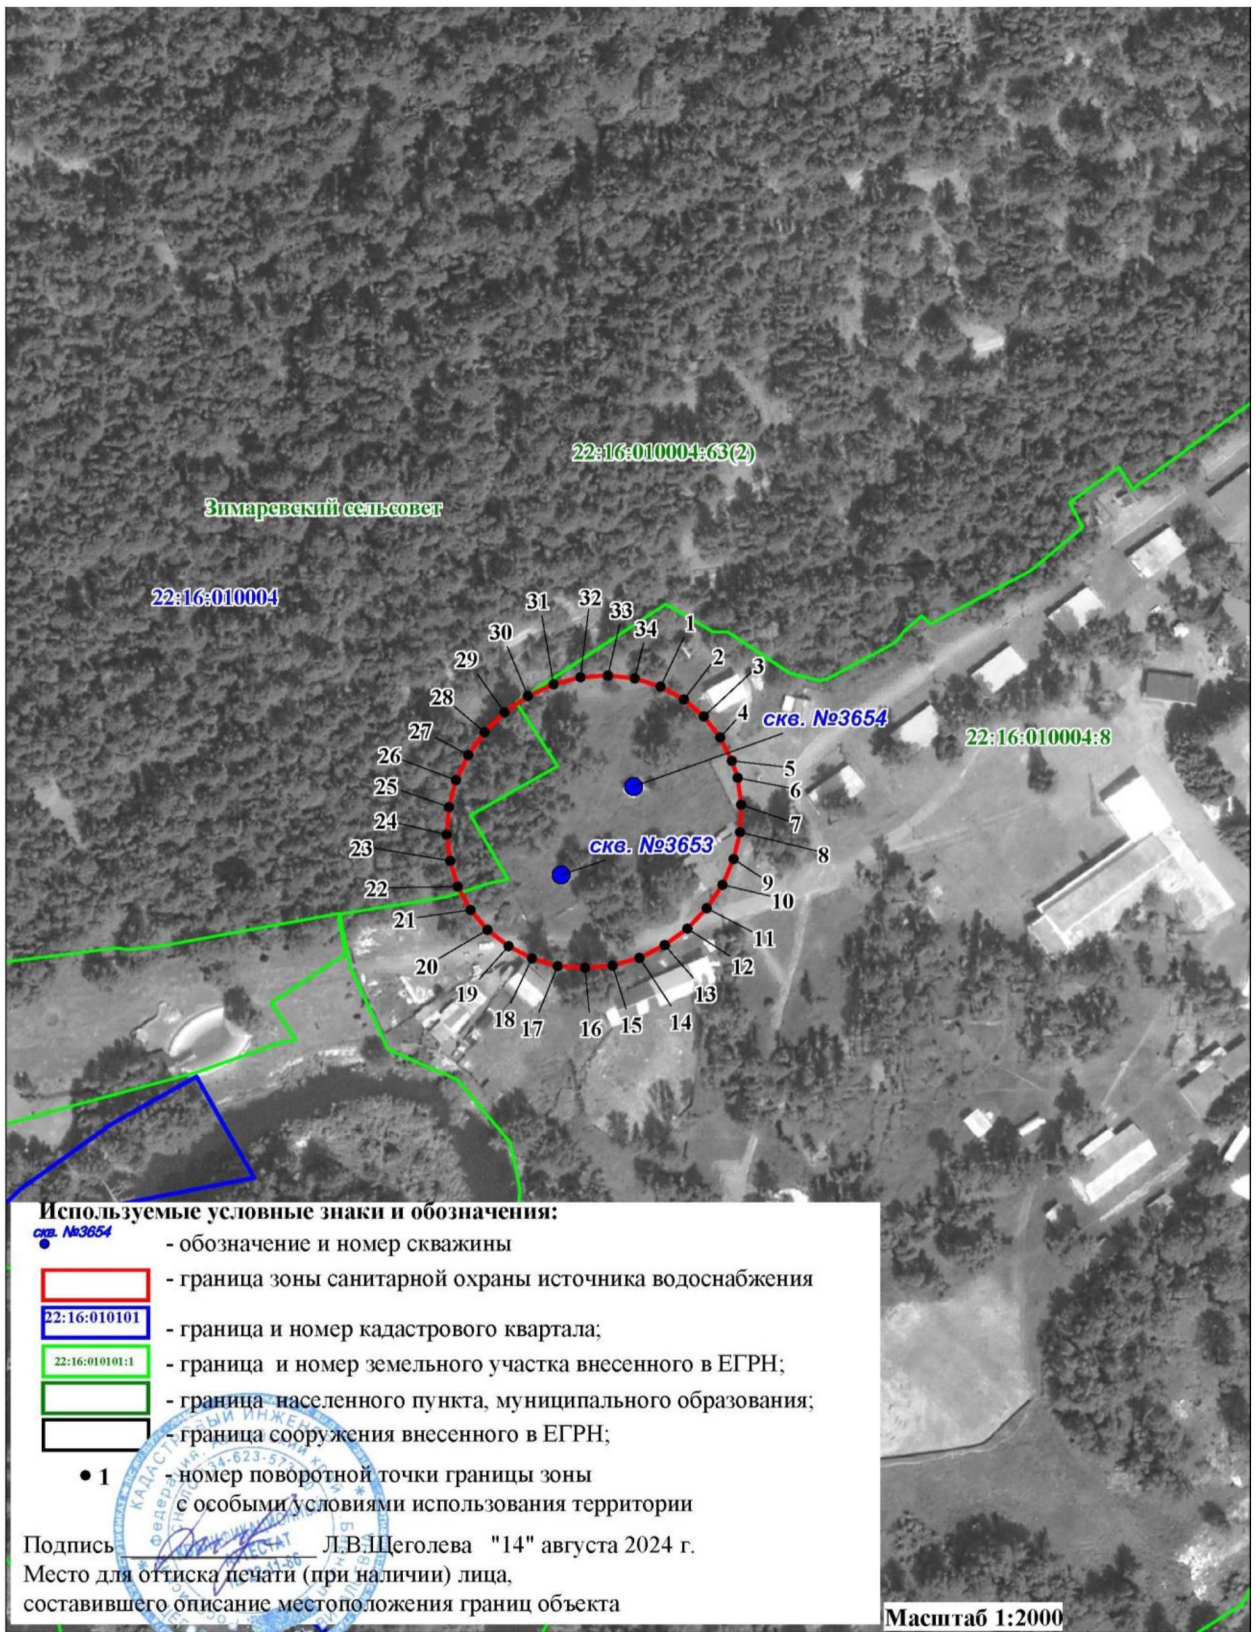 22:16:010004:63(2)
Зимаревский сельсовет
22:16:010004
31
32
33
34
1
30
2
29
3
28
4
скв. №3654
27
22:16:010004:8
26
5
6
25
24
7
скв. №3653
8
23
9
22
10
21
11
20
12
19
13
18
17
16
15
14
Используемые условные знаки и обозначения:
скв. №3654
- обозначение и номер скважины
- граница зоны санитарной охраны источника водоснабжения
22:16:010101
- граница и номер кадастрового квартала;
22:16:010101:1
- граница и номер земельного участка внесенного в ЕГРН;
- граница населенного пункта, муниципального образования;
- граница сооружения внесенного в ЕГРН;
1
- номер поворотной точки границы зоны
с особыми условиями использования территории
Подпись Л.В.Щеголева "14" августа 2024 г.
Место для оттиска печати (при наличии) лица,
составившего описание местоположения границ объекта
Масштаб 1:2000
КАДАСТРОВЫЙ ИНЖЕНЕР